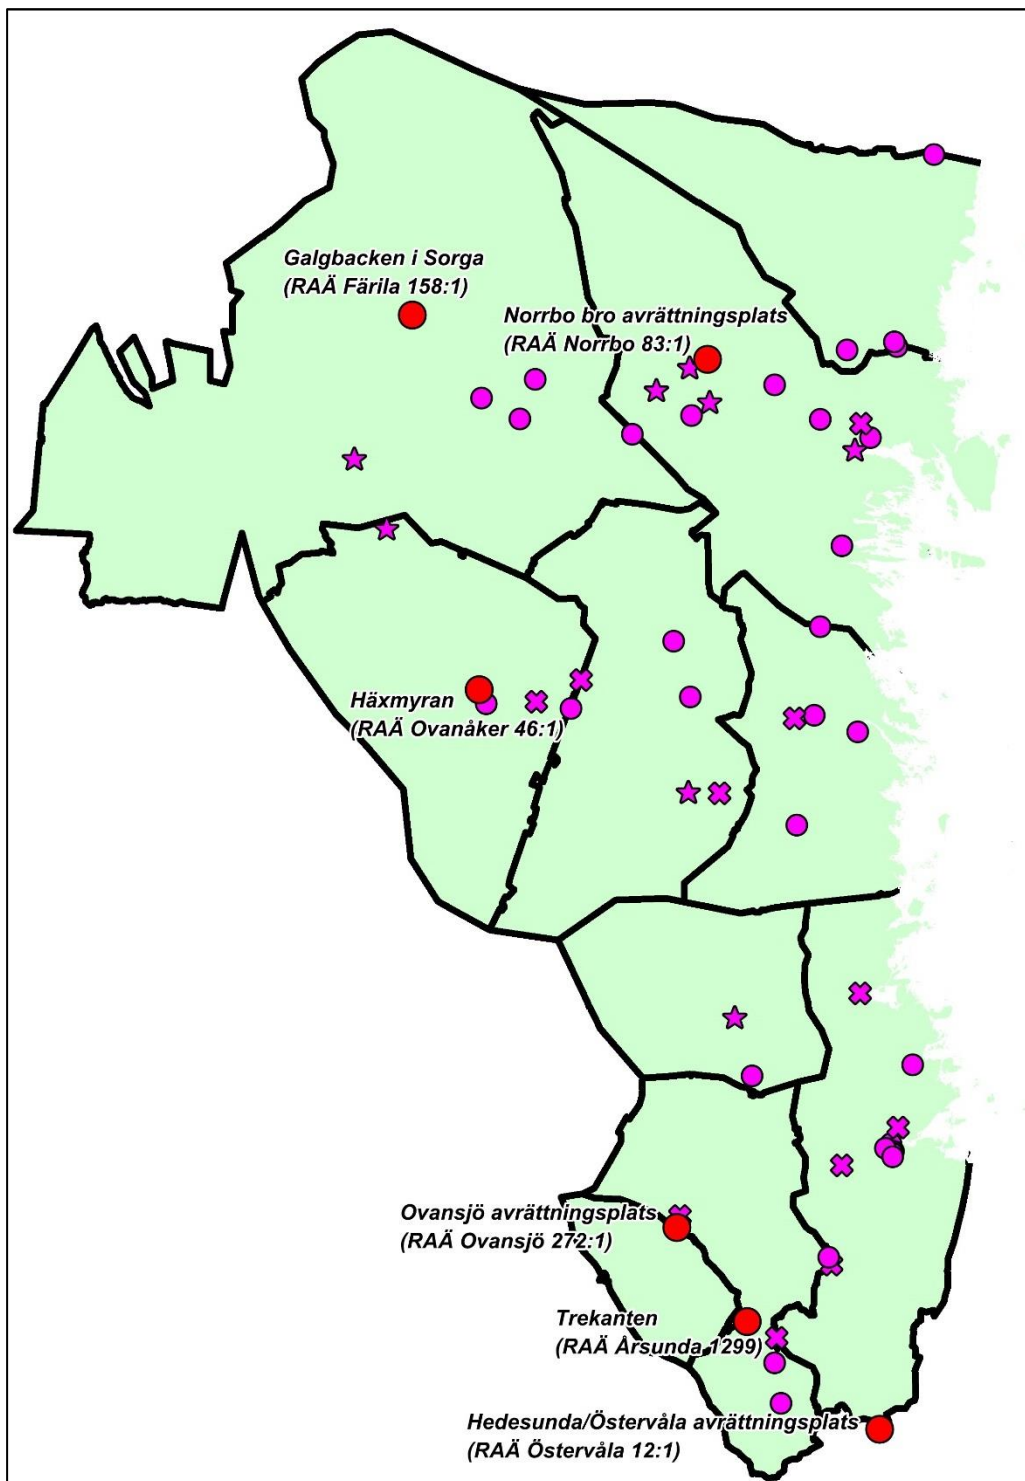 Galgbacken i Sorga
(RAÄ Färila 158:1)
Norrbo bro avrättningsplats
(RAÄ Norrbo 83:1)
Häxmyran
(RAÄ Ovanåker 46:1)
Ovansjö avrättningsplats
(RAÄ Ovansjö 272:1)
Trekanten
(RAÄ Årsunda 1299)
Hedesunda/Östervåla avrättningsplats
(RAÄ Östervåla 12:1)